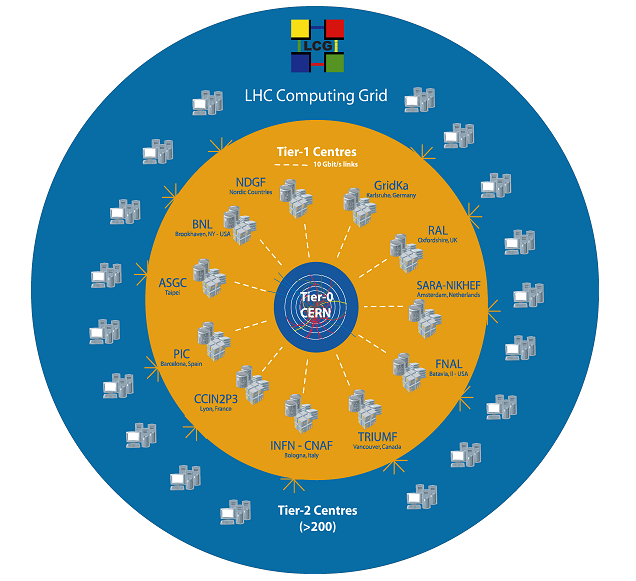 LCG
LHC Computing Grid
Tier-1 Centres
10 Gbit/s links
NDGF
Nordic Countries
GridKa
Karlsruhe, Germany
BNL
Brookhaven, NY - USA
RAL
Oxfordshire, UK
ASGC
Taipei
SARA-NIKHEF
Amsterdam, Netherlands
Tier-0
CERN
PIC
Barcelona, Spain
FNAL
Batavia, Il - USA
CCIN2P3
Lyon, France
TRIUMF
Vancouver, Canada
INFN - CNAF
Bologna, Italy
Tier-2 Centres
(>200)